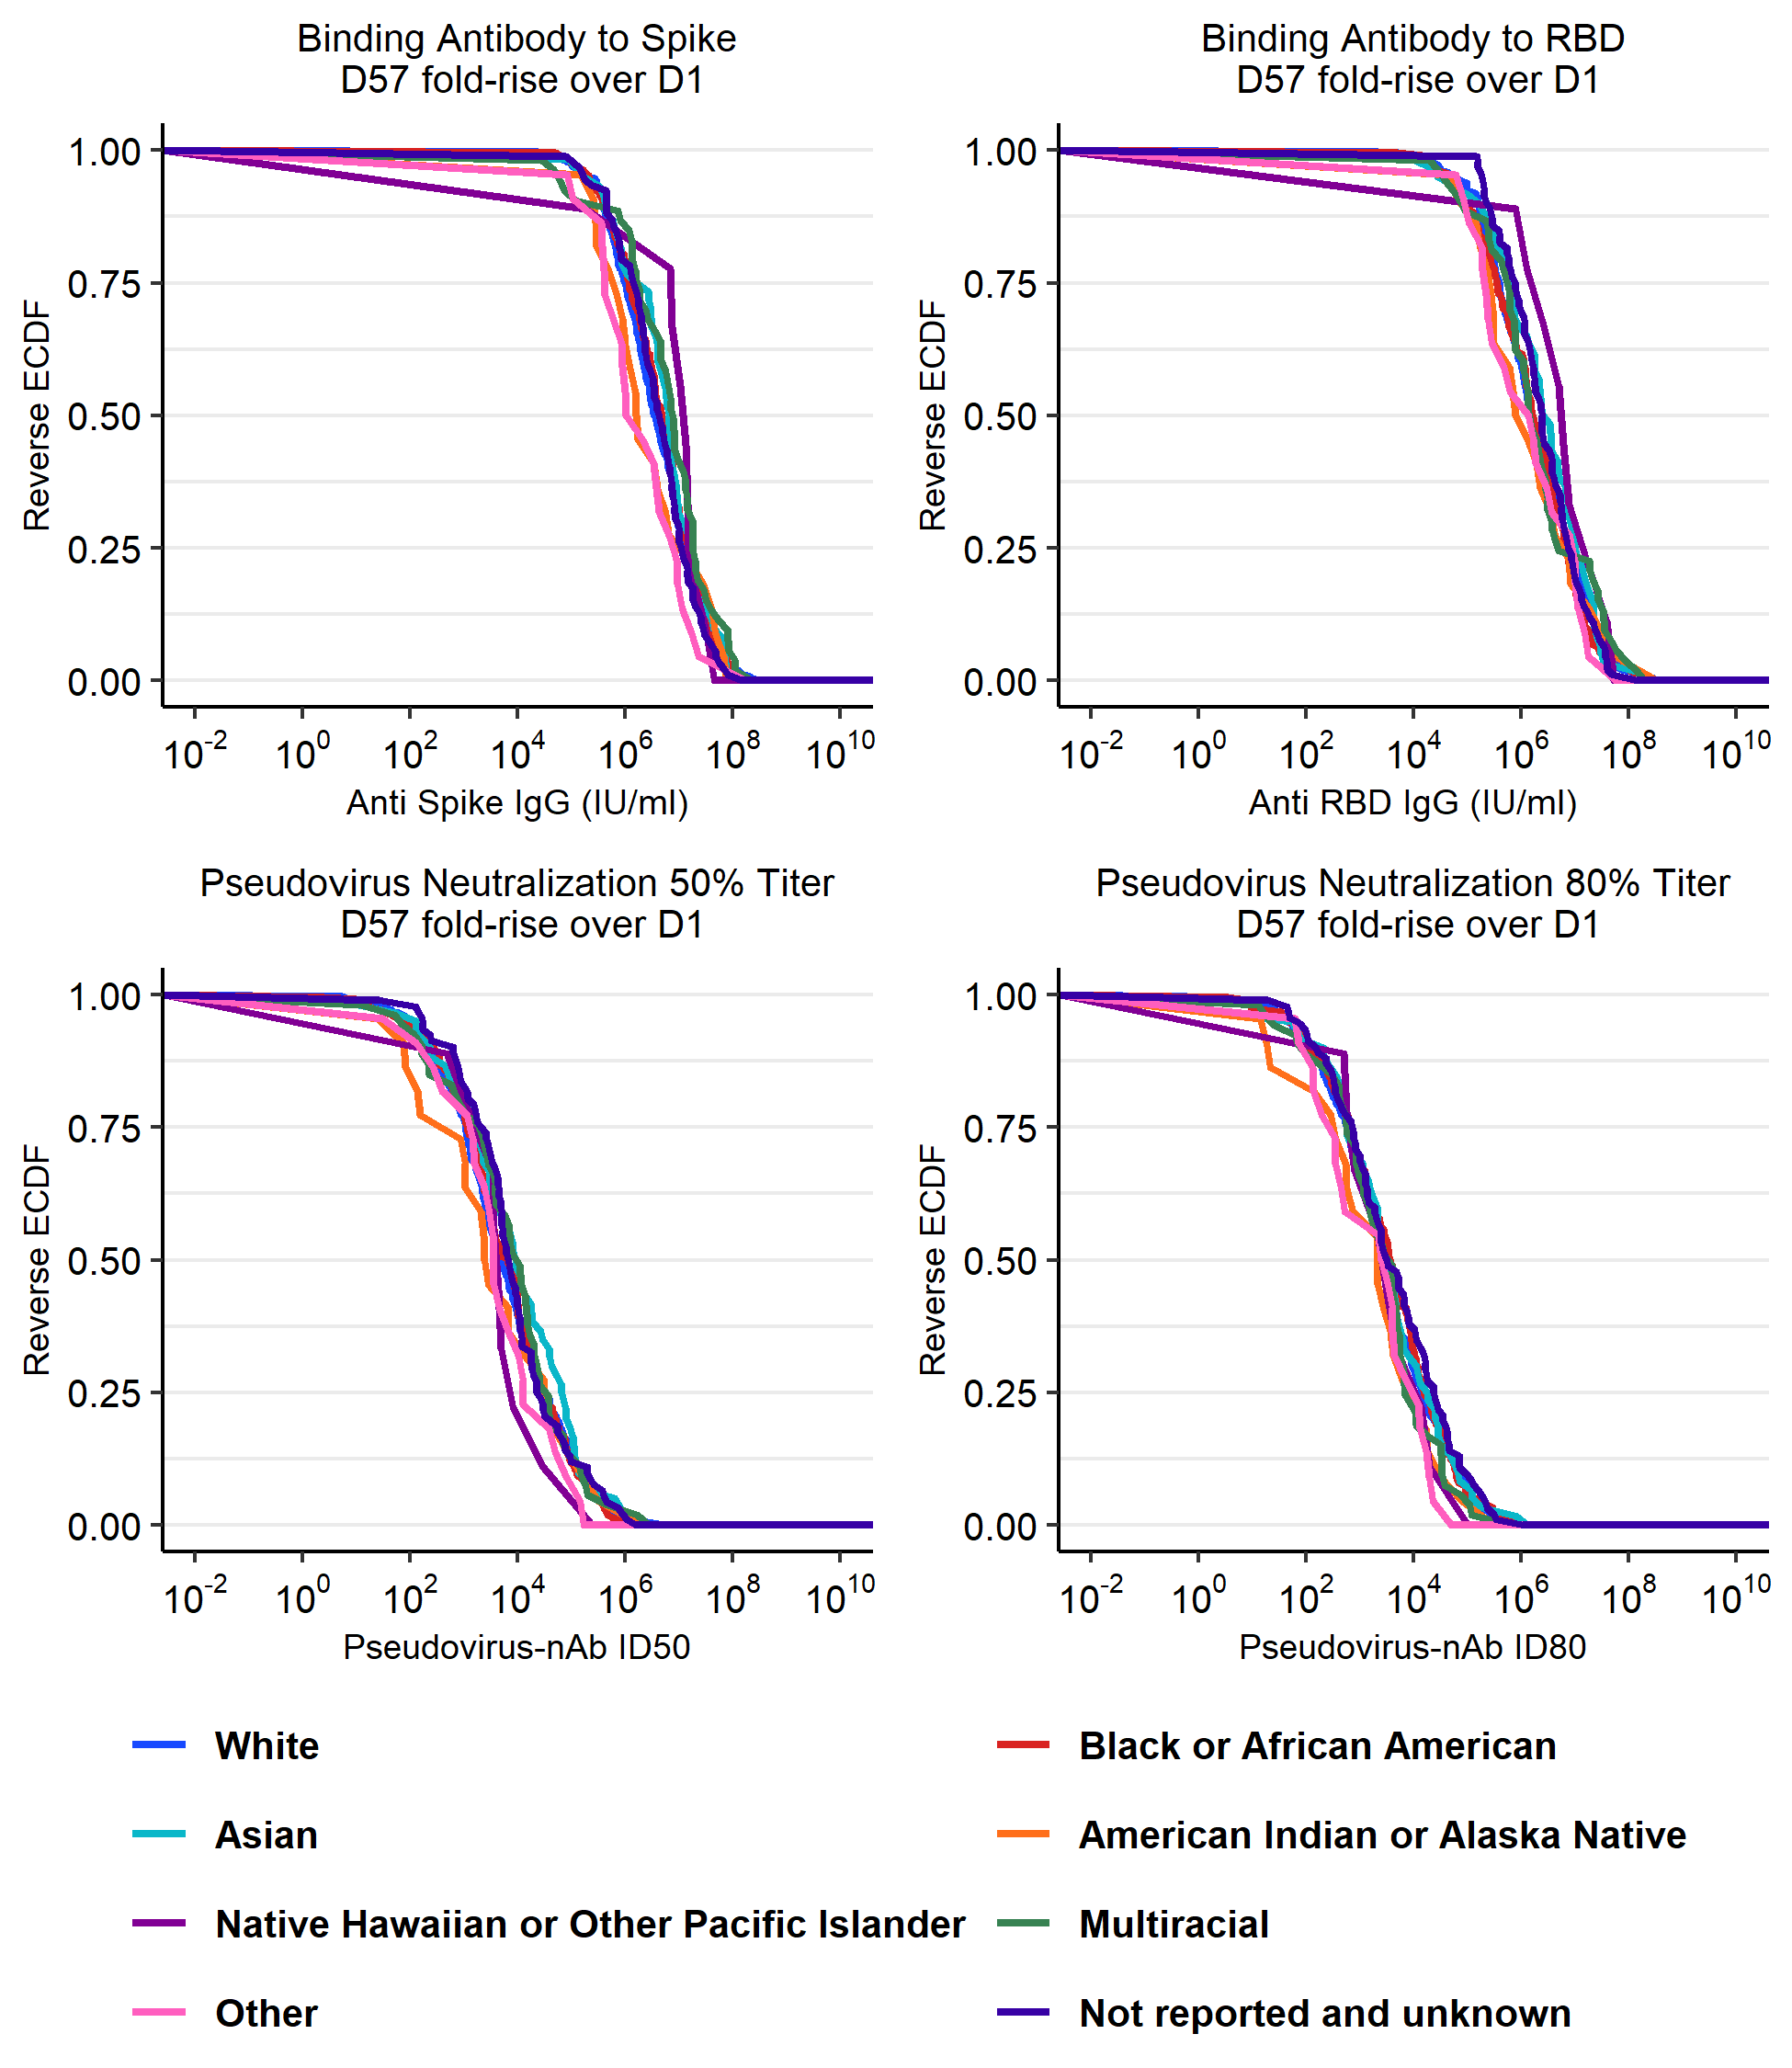 Binding Antibody to Spike
D57 fold-rise over D1
Reverse ECDF
1.00
0.75
0.50
0.25
0.00
10^-2 10^0 10^2 10^4 10^6 10^8 10^10
Anti Spike IgG (IU/ml)
Binding Antibody to RBD
D57 fold-rise over D1
Reverse ECDF
1.00
0.75
0.50
0.25
0.00
10^-2 10^0 10^2 10^4 10^6 10^8 10^10
Anti RBD IgG (IU/ml)
Pseudovirus Neutralization 50% Titer
D57 fold-rise over D1
Reverse ECDF
1.00
0.75
0.50
0.25
0.00
10^-2 10^0 10^2 10^4 10^6 10^8 10^10
Pseudovirus-nAb ID50
Pseudovirus Neutralization 80% Titer
D57 fold-rise over D1
Reverse ECDF
1.00
0.75
0.50
0.25
0.00
10^-2 10^0 10^2 10^4 10^6 10^8 10^10
Pseudovirus-nAb ID80
White
Black or African American
Asian
American Indian or Alaska Native
Native Hawaiian or Other Pacific Islander
Multiracial
Other
Not reported and unknown